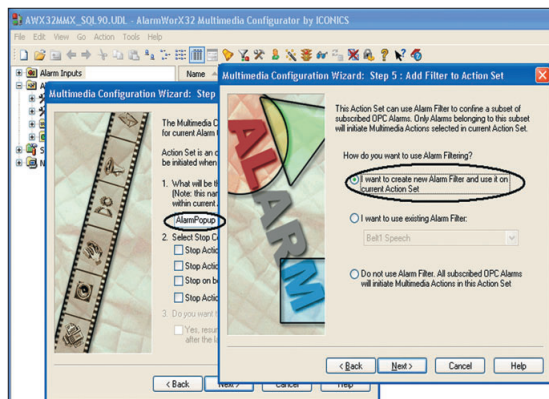 AWX32MMX_SQL90.UDL - AlarmWorX32 Multimedia Configurator by ICONICS
File Edit View Go Action Tools Help
Alarm Inputs
Name
Multimedia Configuration Wizard: Step
The Multimedia C
for current Alarm
Action Set is an
be initiated when
1. What will be th
(Note: this nam
within current
AlarmPopup
2. Select Stop Co
Stop Actio
Stop Actio
Stop on b
Stop Actio
3. Do you want
Yes, resum
after the la
< Back Next > Cancel Help
Multimedia Configuration Wizard: Step 5 : Add Filter to Action Set
ALARM
This Action Set can use Alarm Filter to confine a subset of
subscribed OPC Alarms. Only Alarms belonging to this subset
will initiate Multimedia Actions selected in current Action Set.
How do you want to use Alarm Filtering?
I want to create new Alarm Filter and use it on
current Action Set
I want to use existing Alarm Filter:
Belt1 Speech
Do not use Alarm Filter. All subscribed OPC Alarms
will initiate Multimedia Actions in this Action Set
< Back Next > Cancel Help